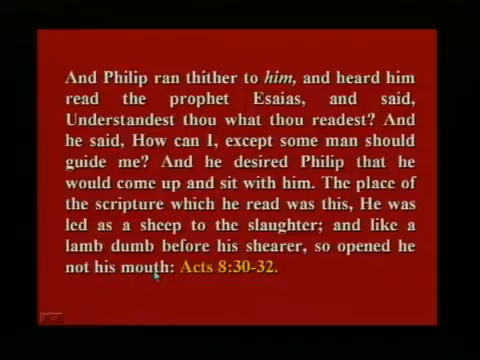 And Philip ran thither to him, and heard him
read the prophet Esaias, and said,
Understandest thou what thou readest? And
he said, How can I, except some man should
guide me? And he desired Philip that he
would come up and sit with him. The place of
the scripture which he read was this, He was
led as a sheep to the slaughter; and like a
lamb dumb before his shearer, so opened he
not his mouth: Acts 8:30-32.